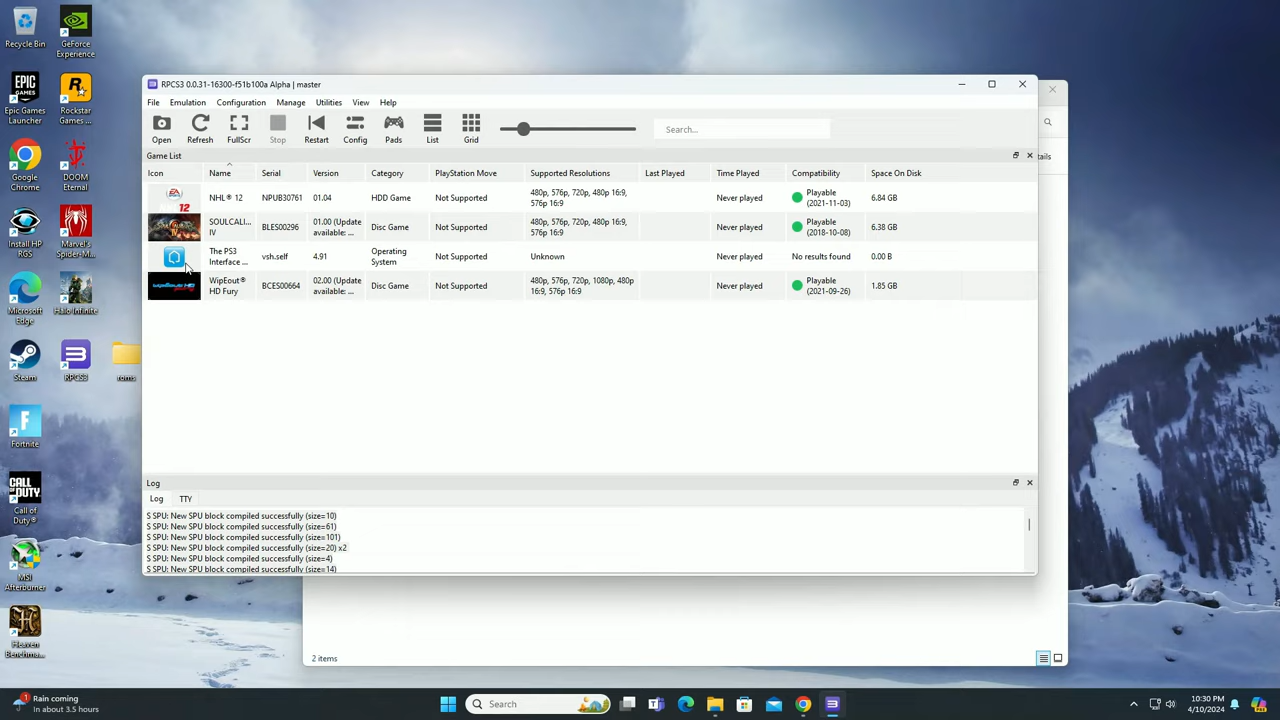 Recycle Bin
GeForce
Experience
EPIC
GAMES
Epic Games
Launcher
Rockstar
Games ...
Google
Chrome
DOOM
Eternal
Install HP
RGS
Marvel's
Spider-M...
Microsoft
Edge
Halo Infinite
Steam
RPCS3
roms
Fortnite
CALL OF
DUTY
Call of
Duty®
MSI
Afterburner
Heaven
Benchma...
RPCS3 0.0.31-16300-f51b100a Alpha | master
File Emulation Configuration Manage Utilities View Help
Open Refresh FullScr Stop Restart Config Pads List Grid Search...
Game List
Icon Name Serial Version Category PlayStation Move Supported Resolutions Last Played Time Played Compatibility Space On Disk
EA
SPORTS
12
NHL® 12 NPUB30761 01.04 HDD Game Not Supported 480p, 576p, 720p, 480p 16:9,
576p 16:9 Never played Playable
(2021-11-03) 6.84 GB
SOULCALI...
IV BLES00296 01.00 (Update
available: ... Disc Game Not Supported 480p, 576p, 720p, 480p 16:9,
576p 16:9 Never played Playable
(2018-10-08) 6.38 GB
The PS3
Interface ... vsh.self 4.91 Operating
System Not Supported Unknown Never played No results found 0.00 B
WipEout®
HD Fury BCES00664 02.00 (Update
available: ... Disc Game Not Supported 480p, 576p, 720p, 1080p, 480p
16:9, 576p 16:9 Never played Playable
(2021-09-26) 1.85 GB
tails
Log
Log TTY
S SPU: New SPU block compiled successfully (size=10)
S SPU: New SPU block compiled successfully (size=61)
S SPU: New SPU block compiled successfully (size=101)
S SPU: New SPU block compiled successfully (size=20) x2
S SPU: New SPU block compiled successfully (size=4)
S SPU: New SPU block compiled successfully (size=14)
2 items
1
Rain coming
In about 3.5 hours
Search
10:30 PM
4/10/2024